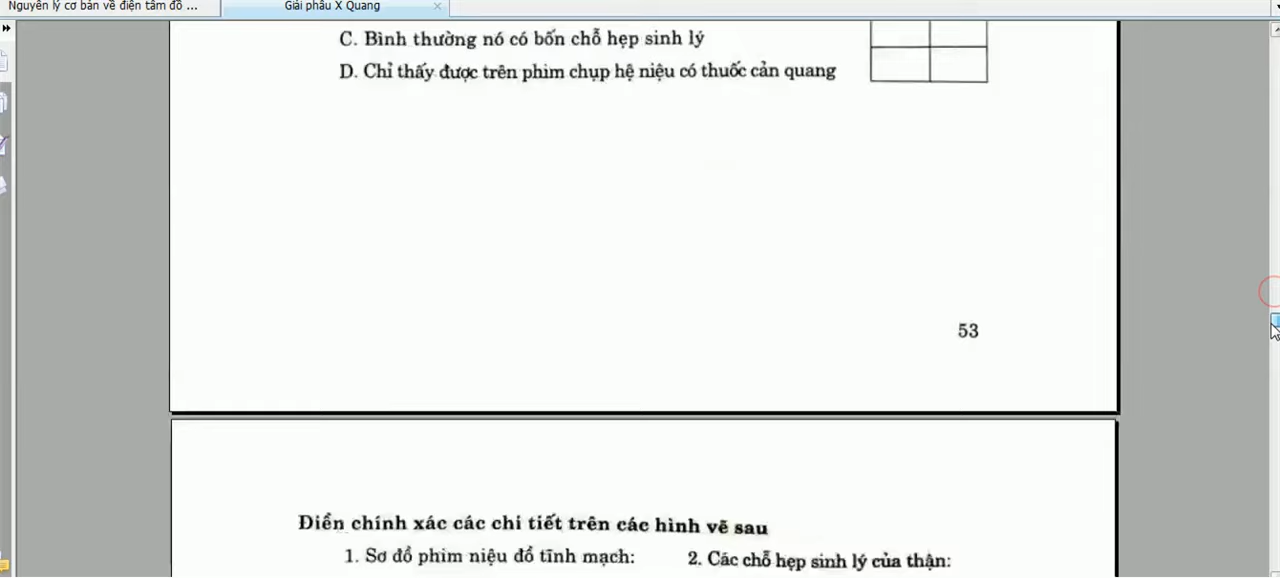 Nguyên lý cơ bản về điện tâm đồ ...
Giải phẫu X Quang
C. Bình thường nó có bốn chỗ hẹp sinh lý
D. Chỉ thấy được trên phim chụp hệ niệu có thuốc cản quang
53
Điền chính xác các chi tiết trên các hình vẽ sau
1. Sơ đồ phim niệu đồ tĩnh mạch:
2. Các chỗ hẹp sinh lý của thận: